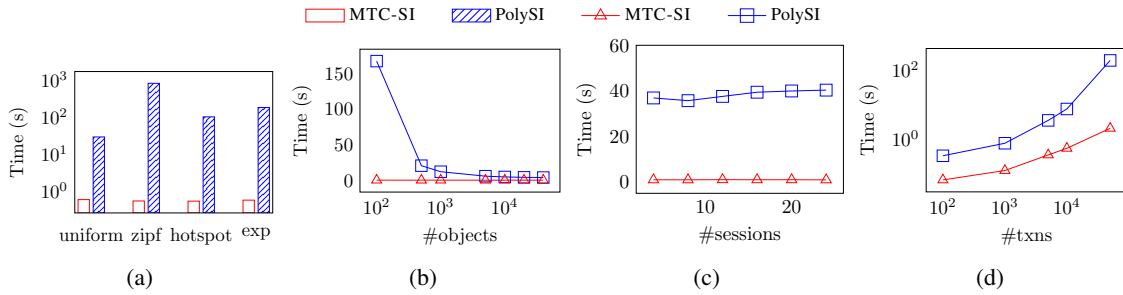 MTC-SI PolySI MTC-SI PolySI
Time (s)
10^3
10^2
10^1
10^0
uniform zipf hotspot exp
(a)
Time (s)
150
100
50
0
10^2 10^3 10^4
#objects
(b)
Time (s)
60
40
20
0
10 20
#sessions
(c)
Time (s)
10^2
10^0
10^2 10^3 10^4
#txns
(d)